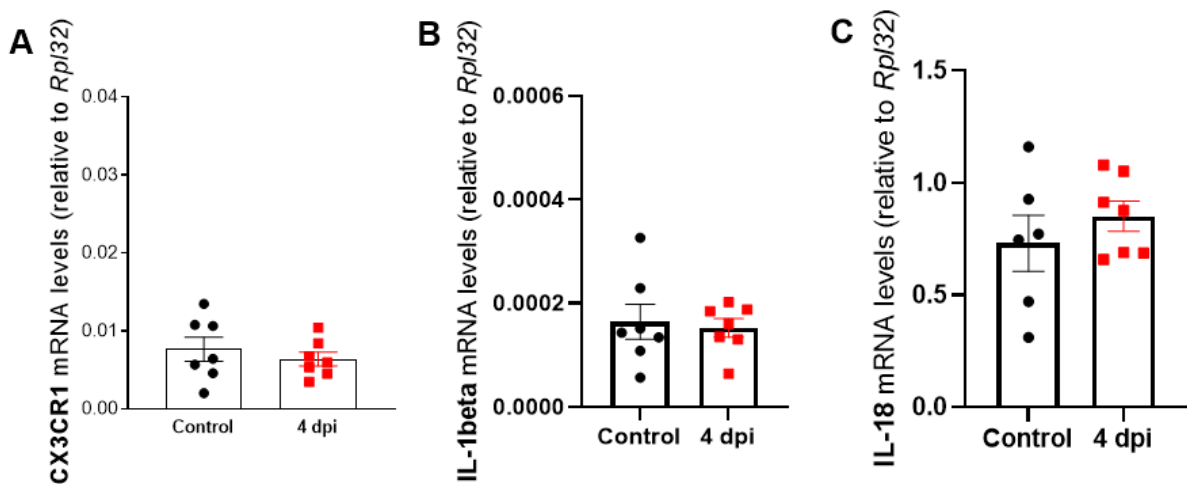 A
CX3CR1 mRNA levels (relative to Rpl32)
0.04
0.03
0.02
0.01
0.00
Control 4 dpi
B
IL-1beta mRNA levels (relative to Rpl32)
0.0006
0.0004
0.0002
0.0000
Control 4 dpi
C
IL-18 mRNA levels (relative to Rpl32)
1.5
1.0
0.5
0.0
Control 4 dpi